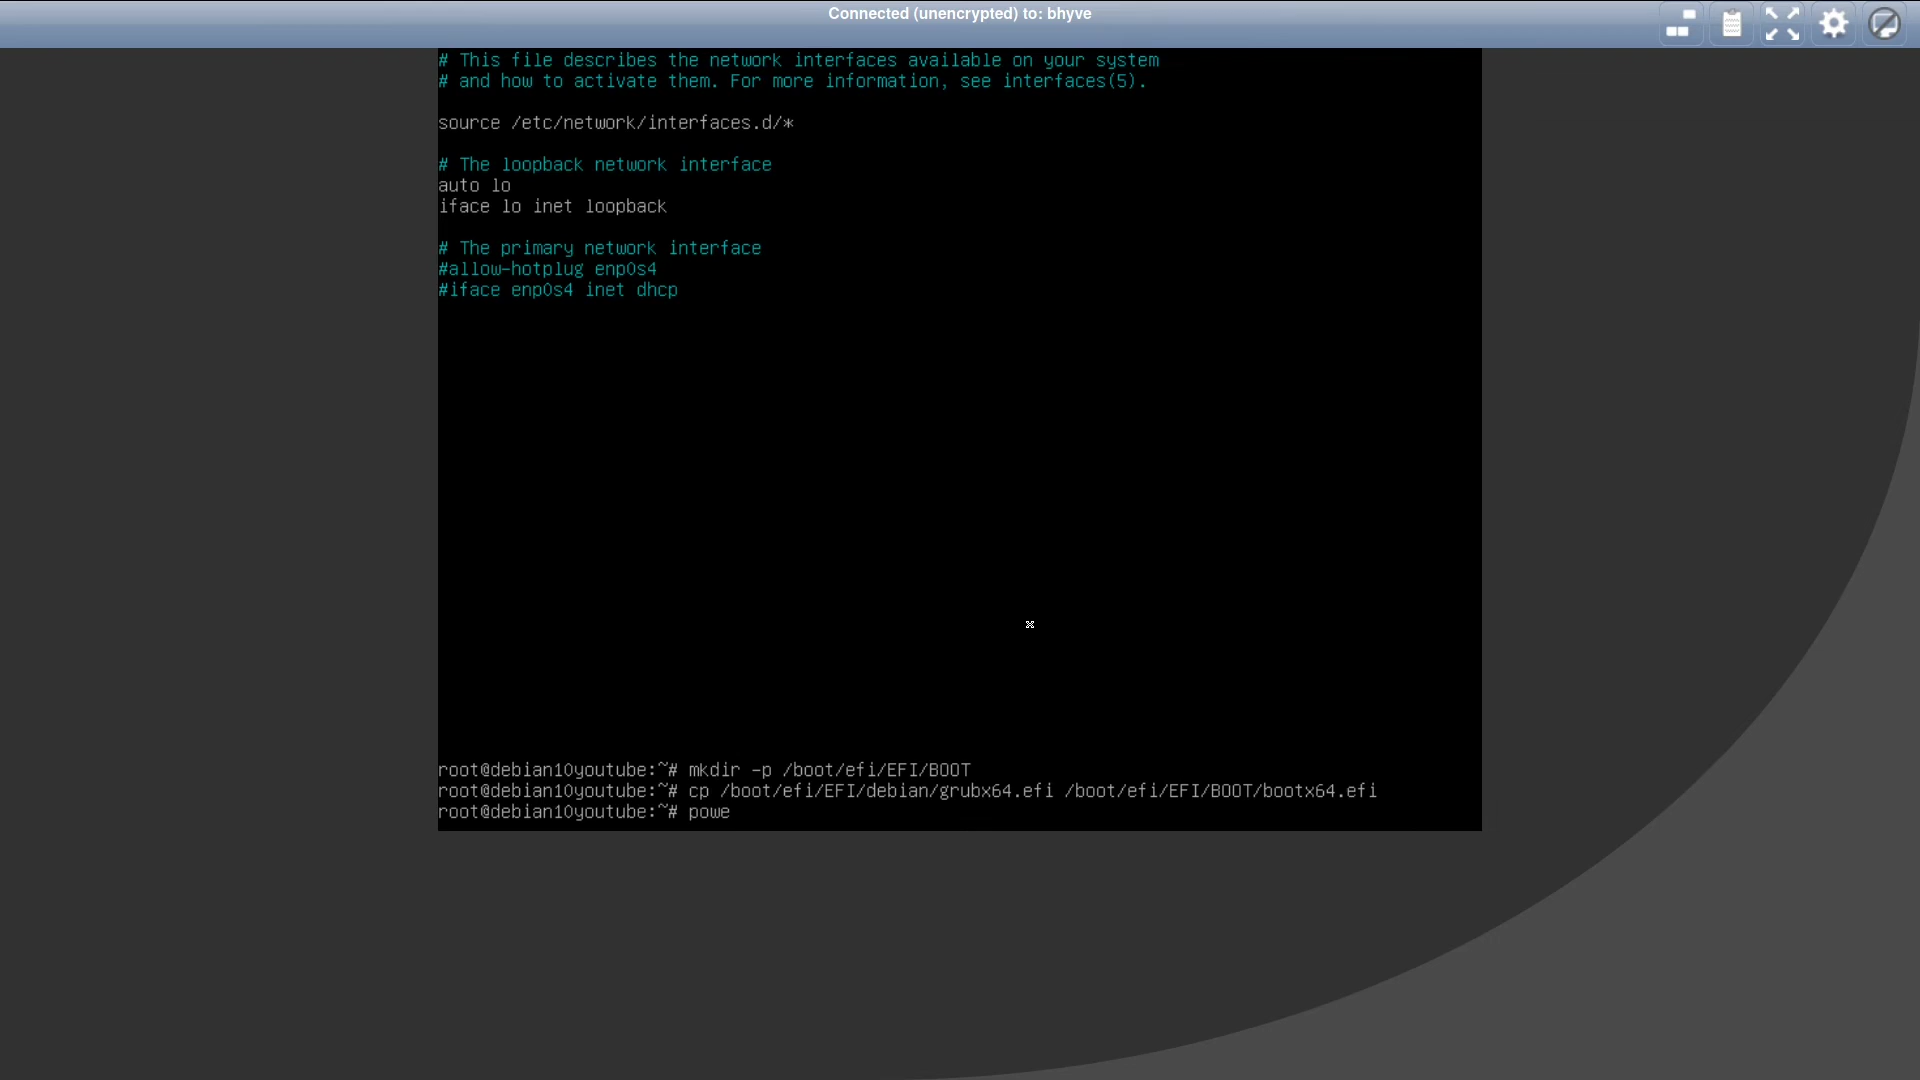 Connected (unencrypted) to: bhyve
# This file describes the network interfaces available on your system
# and how to activate them. For more information, see interfaces(5).
source /etc/network/interfaces.d/*
# The loopback network interface
auto lo
iface lo inet loopback
# The primary network interface
#allow-hotplug enp0s4
#iface enp0s4 inet dhcp
root@debian10youtube:~# mkdir -p /boot/efi/EFI/BOOT
root@debian10youtube:~# cp /boot/efi/EFI/debian/grubx64.efi /boot/efi/EFI/BOOT/bootx64.efi
root@debian10youtube:~# powe